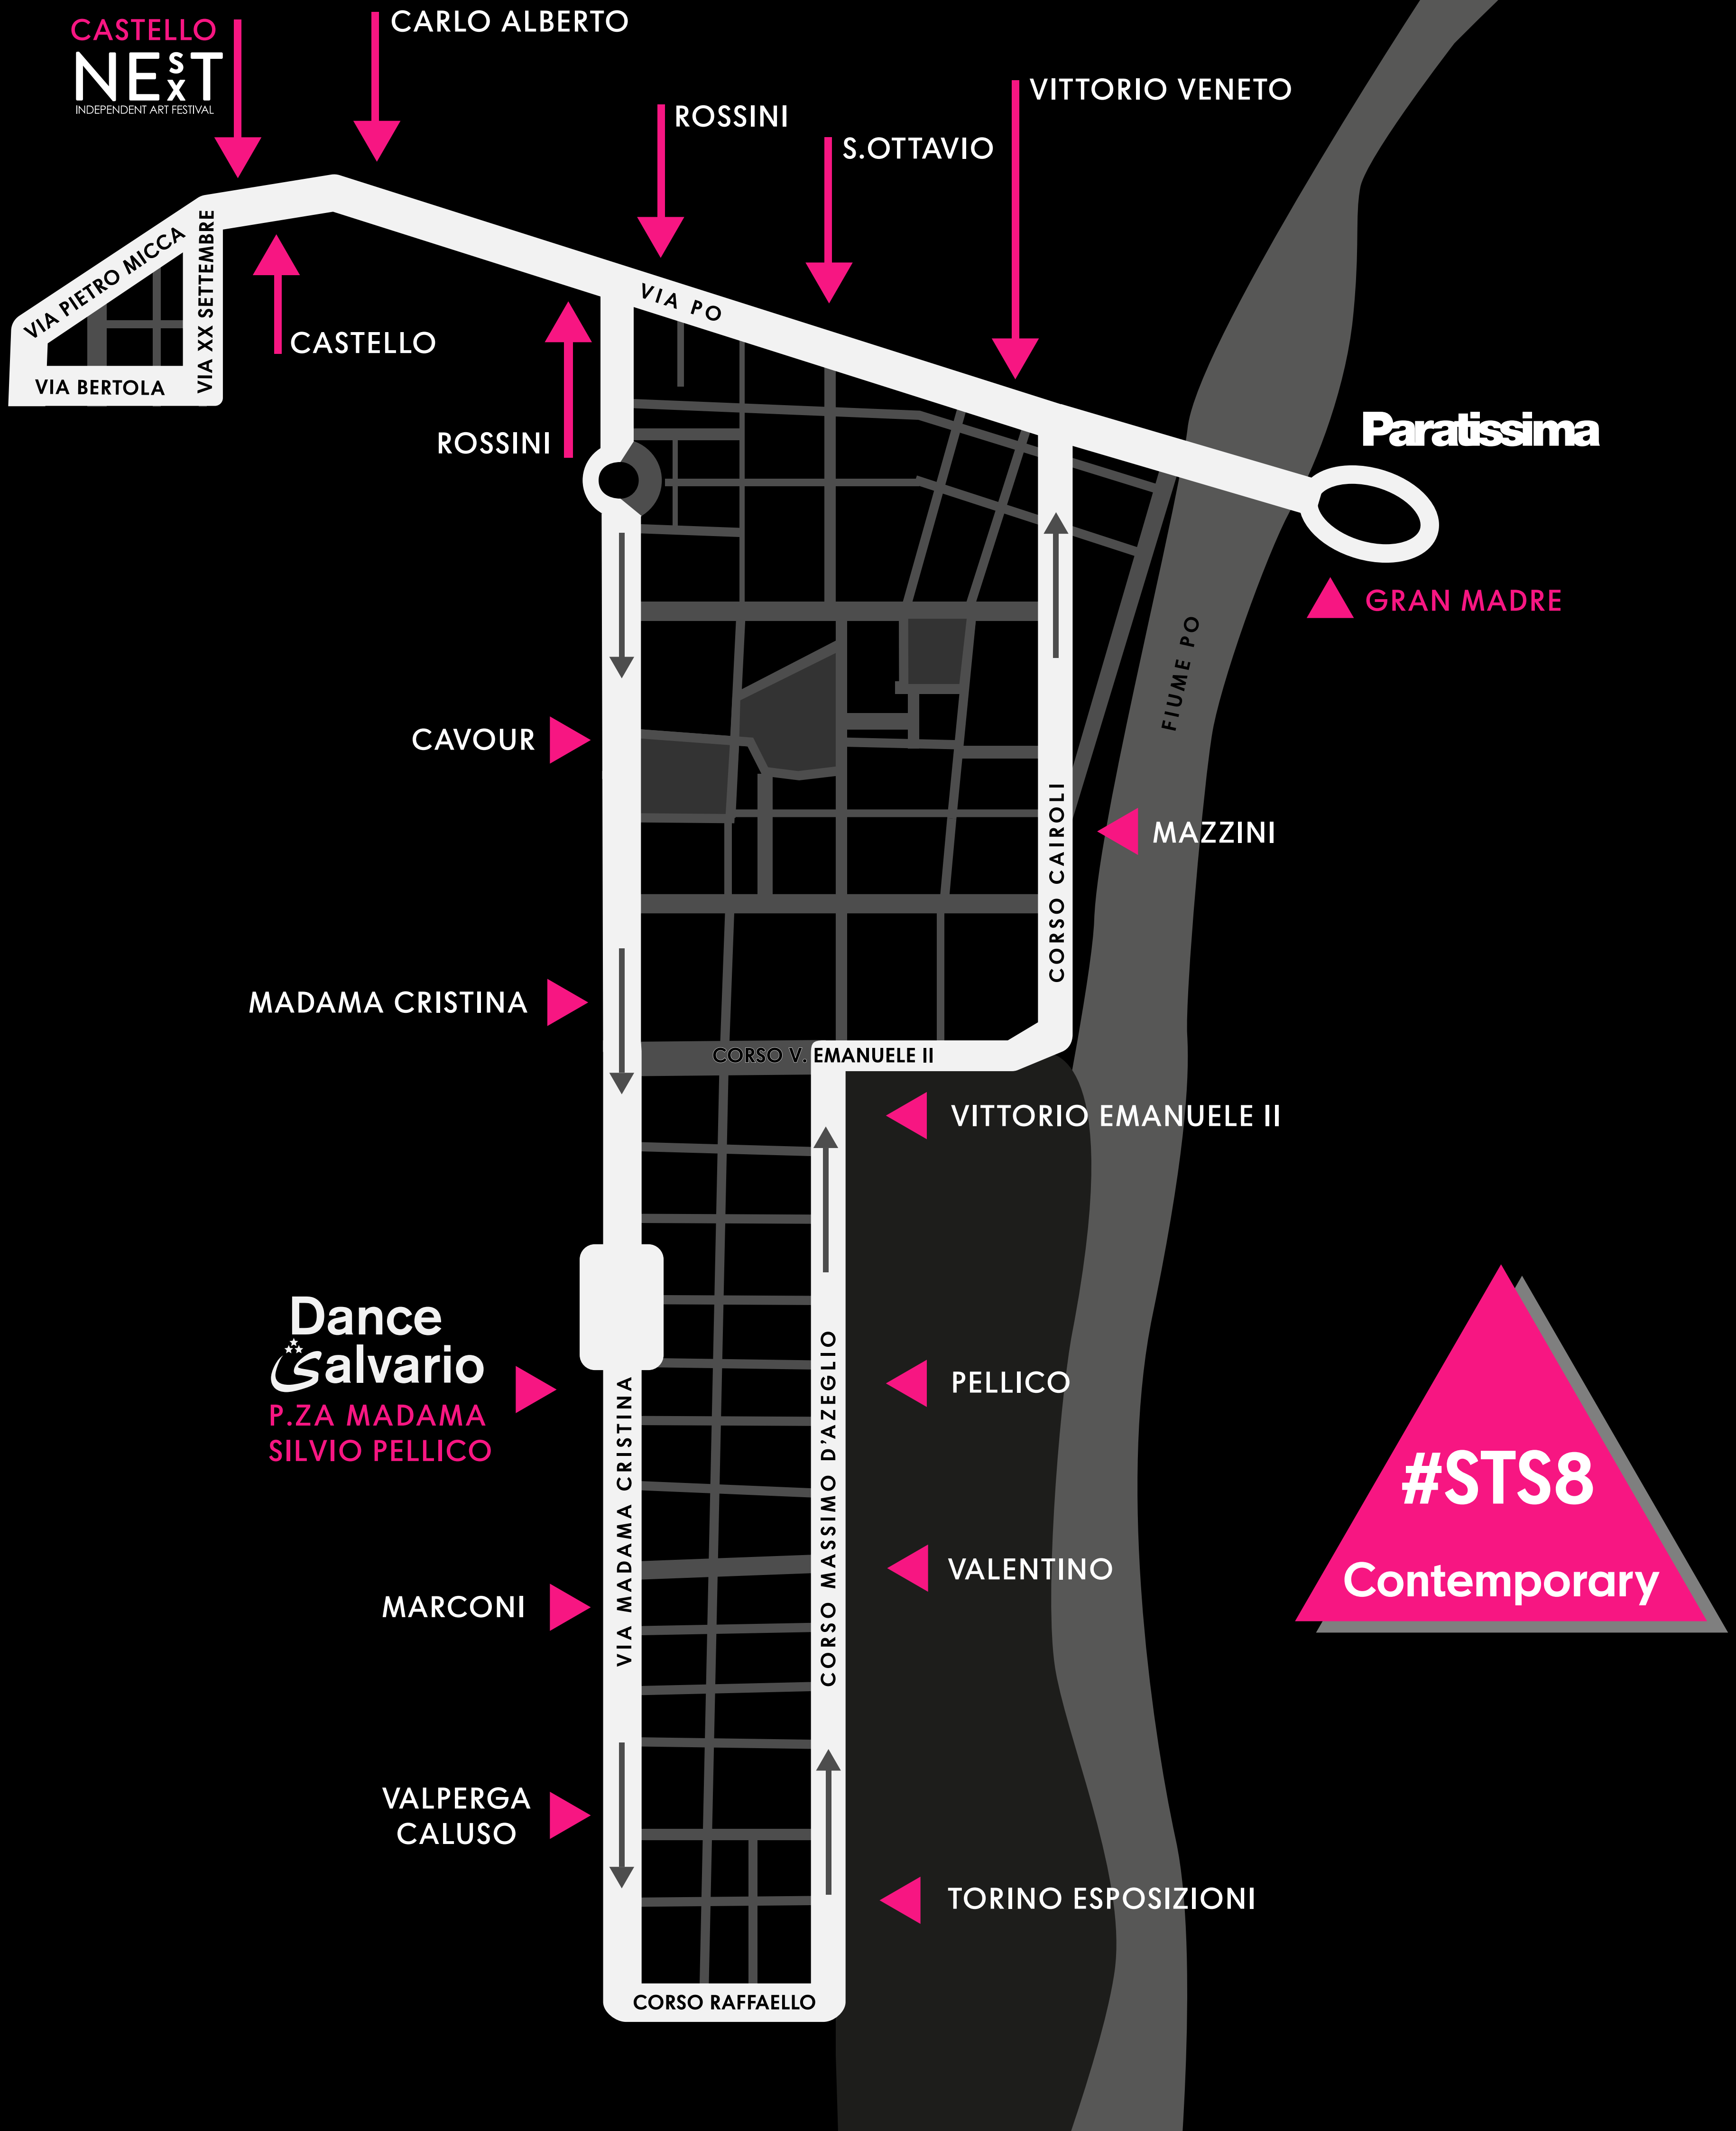 CASTELLO
NEsxT
INDEPENDENT ART FESTIVAL
CARLO ALBERTO
ROSSINI
S.OTTAVIO
VITTORIO VENETO
VIA PIETRO MICCA
VIA XX SETTEMBRE
VIA BERTOLA
CASTELLO
VIA PO
ROSSINI
Paratissima
GRAN MADRE
FIUME PO
CAVOUR
MAZZINI
CORSO CAIROLI
MADAMA CRISTINA
CORSO V. EMANUELE II
VITTORIO EMANUELE II
Dance
Salvario
P.ZA MADAMA
SILVIO PELLICO
PELLICO
VIA MADAMA CRISTINA
CORSO MASSIMO D'AZEGLIO
#STS8
Contemporary
VALENTINO
MARCONI
VALPERGA
CALUSO
TORINO ESPOSIZIONI
CORSO RAFFAELLO